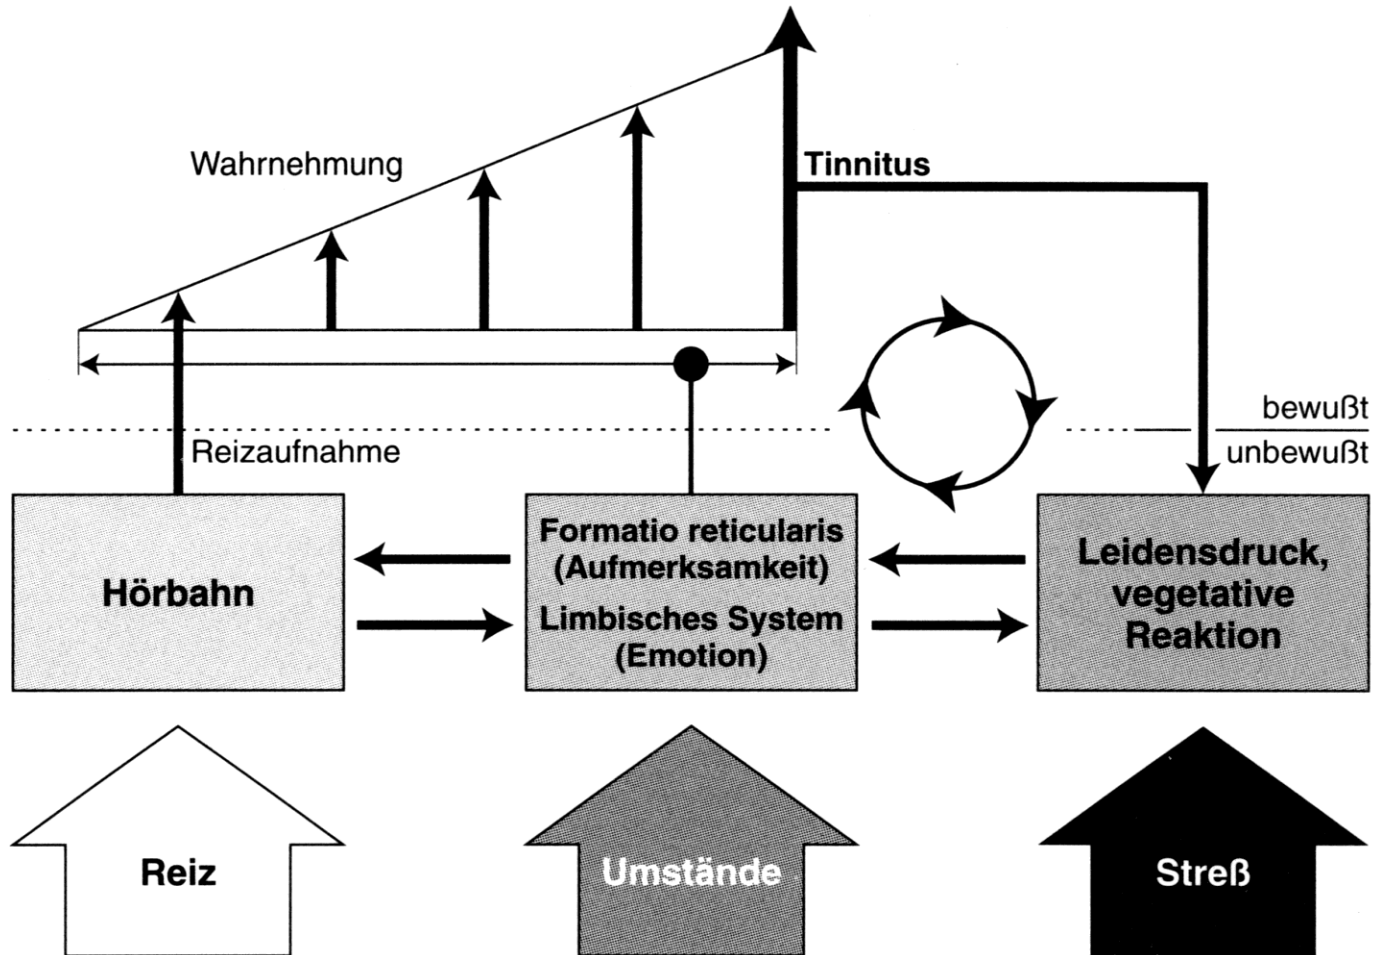 Wahrnehmung
Tinnitus
bewußt
unbewußt
Reizaufnahme
Hörbahn
Formatio reticularis
(Aufmerksamkeit)
Limbisches System
(Emotion)
Leidensdruck,
vegetative
Reaktion
Reiz
Umstände
Streß